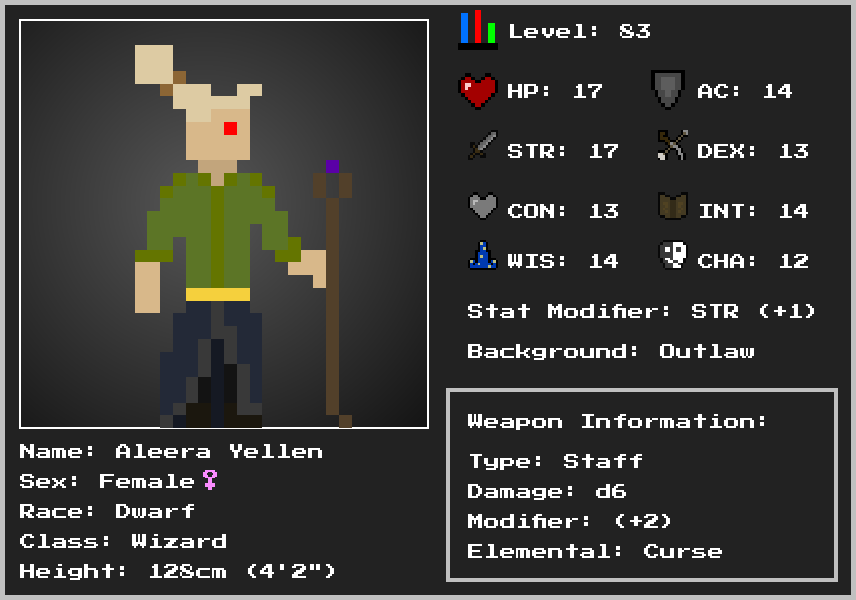 Level: 83
HP: 17
AC: 14
STR: 17
DEX: 13
CON: 13
INT: 14
WIS: 14
CHA: 12
Stat Modifier: STR (+1)
Background: Outlaw
Name: Aleera Yellen
Sex: Female♀
Race: Dwarf
Class: Wizard
Height: 128cm (4'2")
Weapon Information:
Type: Staff
Damage: d6
Modifier: (+2)
Elemental: Curse